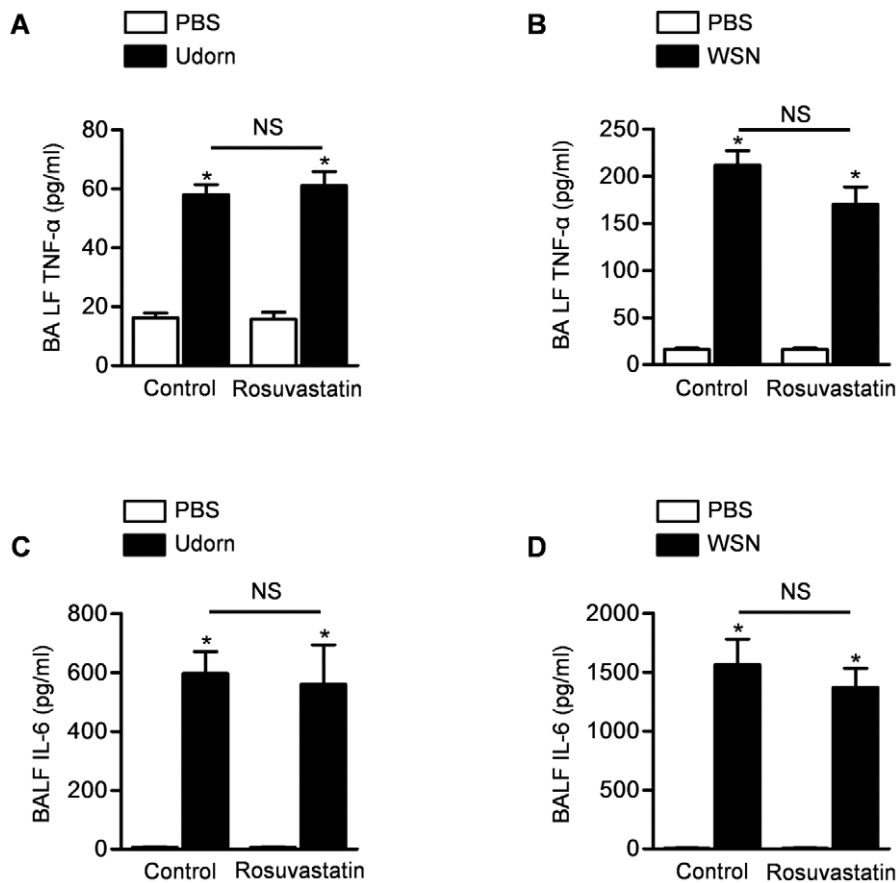 A
PBS
Udorn
BA LF TNF-α (pg/ml)
80
60
40
20
0
NS
*
*
Control
Rosuvastatin
B
PBS
WSN
BA LF TNF-α (pg/ml)
250
200
150
100
50
0
NS
*
*
Control
Rosuvastatin
C
PBS
Udorn
BALF IL-6 (pg/ml)
800
600
400
200
0
NS
*
*
Control
Rosuvastatin
D
PBS
WSN
BALF IL-6 (pg/ml)
2000
1500
1000
500
0
NS
*
*
Control
Rosuvastatin